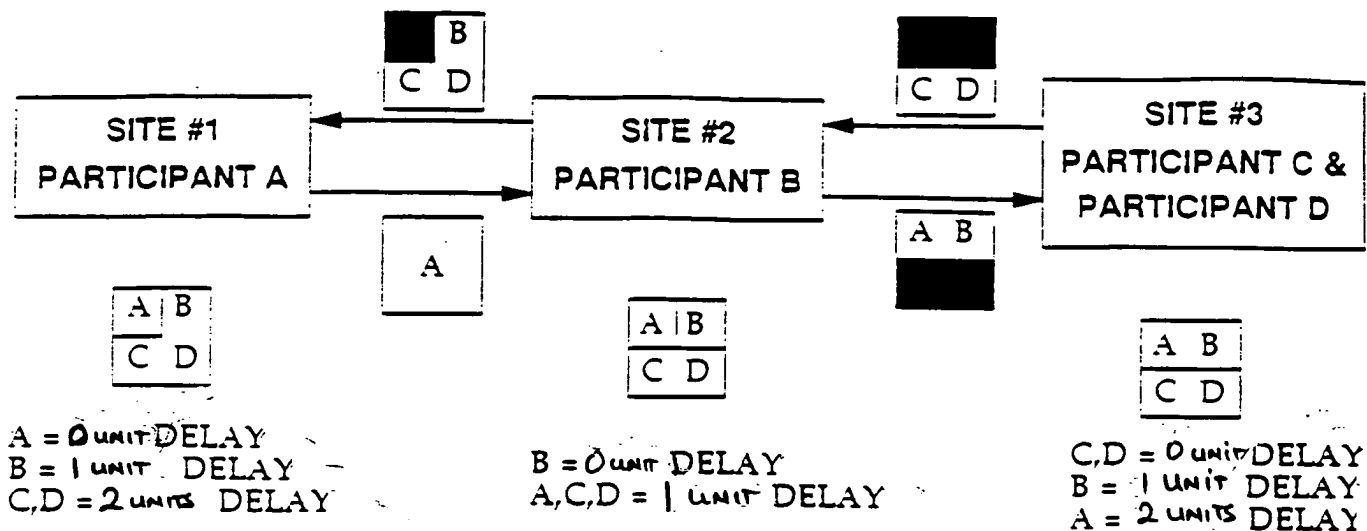 B
C D
C D
SITE #1
PARTICIPANT A
SITE #2
PARTICIPANT B
SITE #3
PARTICIPANT C &
PARTICIPANT D
A
A B
A B
C D
A B
C D
A B
C D
A = 0 UNIT DELAY
B = 1 UNIT DELAY
C,D = 2 UNITS DELAY
B = 0 UNIT DELAY
A,C,D = 1 UNIT DELAY
C,D = 0 UNIT DELAY
B = 1 UNIT DELAY
A = 2 UNITS DELAY